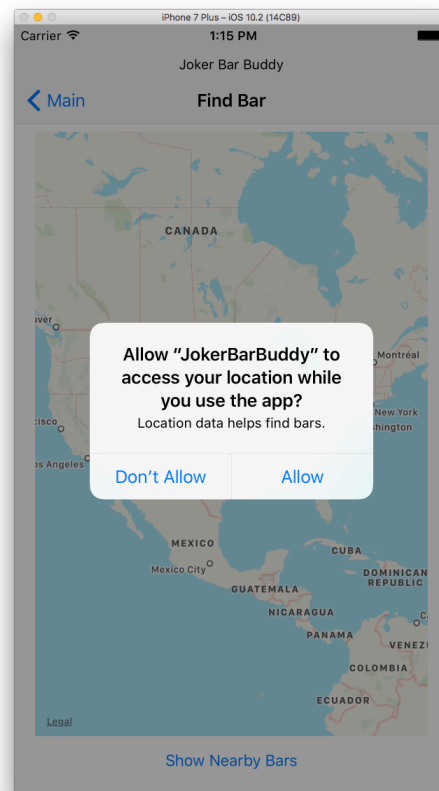 iPhone 7 Plus – iOS 10.2 (14C89)
Carrier
1:15 PM
Joker Bar Buddy
Main
Find Bar
CANADA
Montréal
Allow “JokerBarBuddy” to
access your location while
you use the app?
Location data helps find bars.
New York
os Angeles
Don’t Allow
Allow
MEXICO
CUBA
Mexico City
DOMINICAN
REPUBLIC
GUATEMALA
NICARAGUA
PANAMA
VENEZ
COLOMBIA
ECUADOR
Legal
Show Nearby Bars